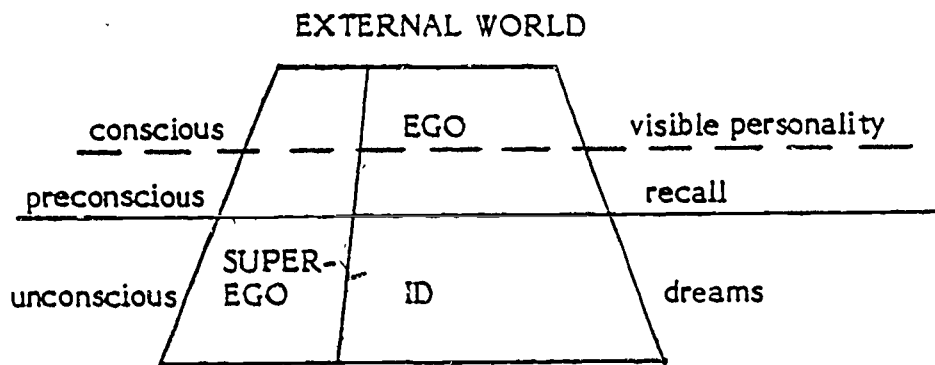 EXTERNAL WORLD
conscious EGO visible personality
preconscious recall
SUPER-
EGO
unconscious ID dreams